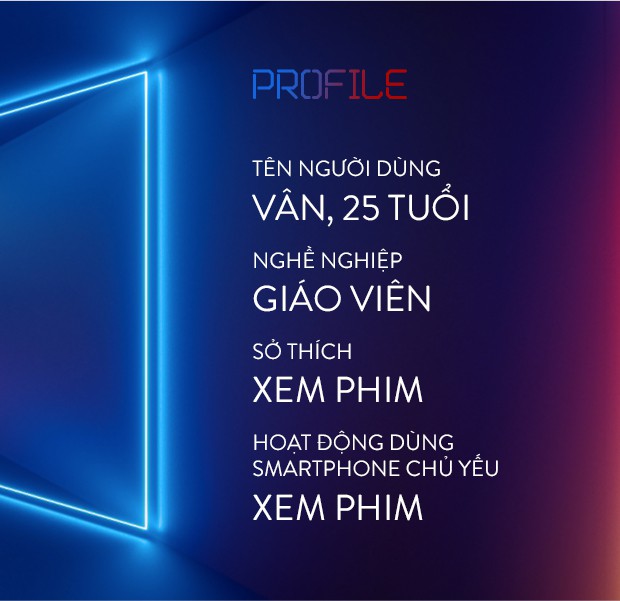 PROFILE
TÊN NGƯỜI DÙNG
VÂN, 25 TUỔI
NGHỀ NGHIỆP
GIÁO VIÊN
SỞ THÍCH
XEM PHIM
HOẠT ĐỘNG DÙNG
SMARTPHONE CHỦ YẾU
XEM PHIM